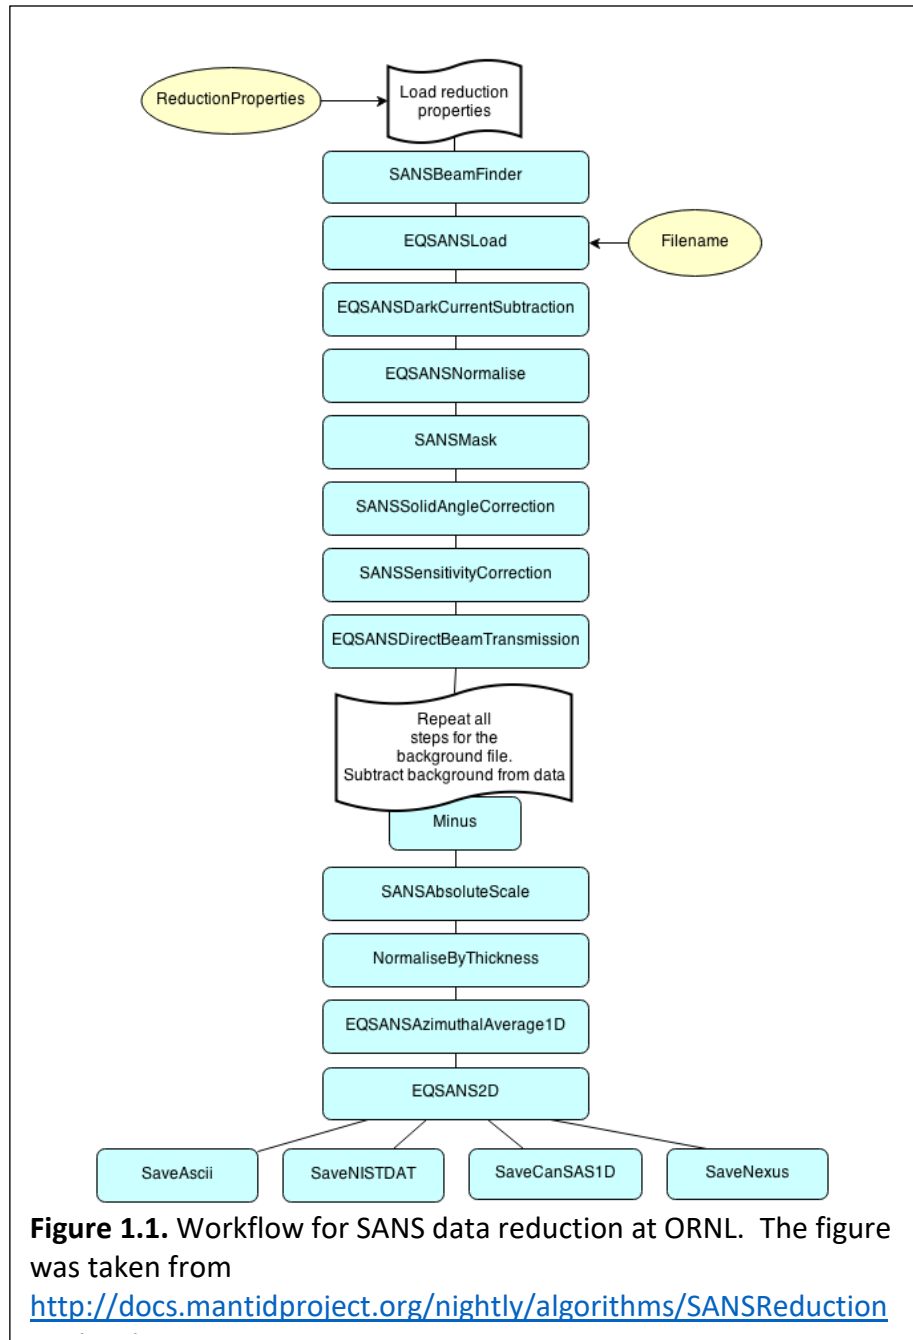 ReductionProperties
Load reduction
properties
SANSBeamFinder
EQSANSLoad
Filename
EQSANSDarkCurrentSubtraction
EQSANSNormalise
SANSMask
SANSSolidAngleCorrection
SANSSensitivityCorrection
EQSANSDirectBeamTransmission
Repeat all
steps for the
background file.
Subtract background from data
Minus
SANSAbsoluteScale
NormaliseByThickness
EQSANSAzimuthalAverage1D
EQSANS2D
SaveAscii
SaveNISTDAT
SaveCanSAS1D
SaveNexus
Figure 1.1. Workflow for SANS data reduction at ORNL. The figure
was taken from
http://docs.mantidproject.org/nightly/algorithms/SANSReduction